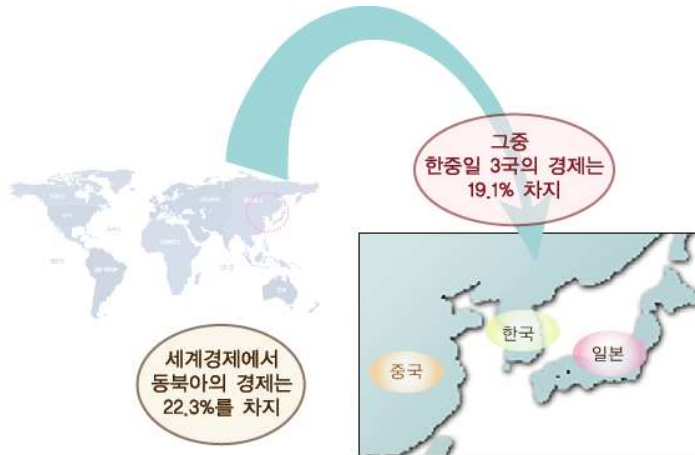 그중
한중일 3국의 경제는
19.1% 차지
세계경제에서
동북아의 경제는
22.3%를 차지
한국
일본
중국